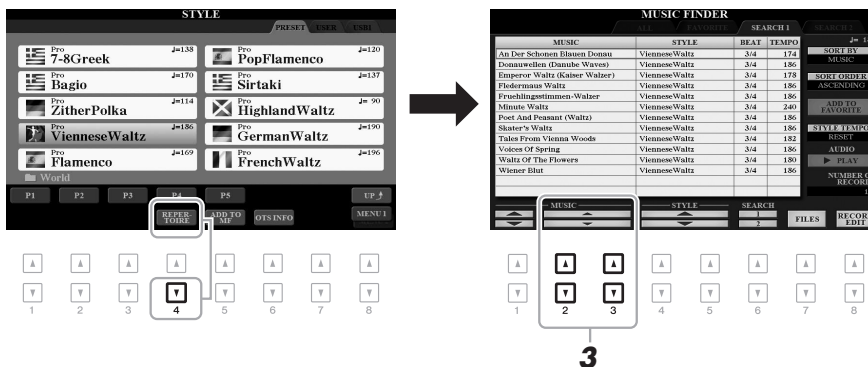 STYLE
PRESET USER USB1
Pro 7-8Greek ♩=138
Pro PopFlamenco ♩=120
Pro Bagio ♩=170
Pro Sirtaki ♩=137
Pro ZitherPolka ♩=114
Pro HighlandWaltz ♩= 90
Pro VienneseWaltz ♩=186
Pro GermanWaltz ♩=190
Pro Flamenco ♩=169
Pro FrenchWaltz ♩=196
World
P1 P2 P3 P4 P5 UP
REPER-
TOIRE
ADD TO
MF
OTS INFO
MENU 1
1 2 3 4 5 6 7 8
MUSIC FINDER
ALL FAVORITE SEARCH 1 SEARCH 2
MUSIC STYLE BEAT TEMPO
An Der Schonen Blauen Donau VienneseWaltz 3/4 174
Donauwellen (Danube Waves) VienneseWaltz 3/4 186
Emperor Waltz (Kaiser Walzer) VienneseWaltz 3/4 178
Fledermaus Waltz VienneseWaltz 3/4 186
Fruehlingsstimmen-Walzer VienneseWaltz 3/4 186
Minute Waltz VienneseWaltz 3/4 240
Poet And Peasant (Waltz) VienneseWaltz 3/4 186
Skater's Waltz VienneseWaltz 3/4 186
Tales From Vienna Woods VienneseWaltz 3/4 182
Voices Of Spring VienneseWaltz 3/4 186
Waltz Of The Flowers VienneseWaltz 3/4 180
Wiener Blut VienneseWaltz 3/4 186
SORT BY
MUSIC
SORT ORDER
ASCENDING
ADD TO
FAVORITE
STYLE TEMPO
RESET
AUDIO
PLAY
NUMBER O
RECOR
MUSIC STYLE SEARCH
1
2
FILES
RECOR
EDIT
1 2 3 4 5 6 7 8
3